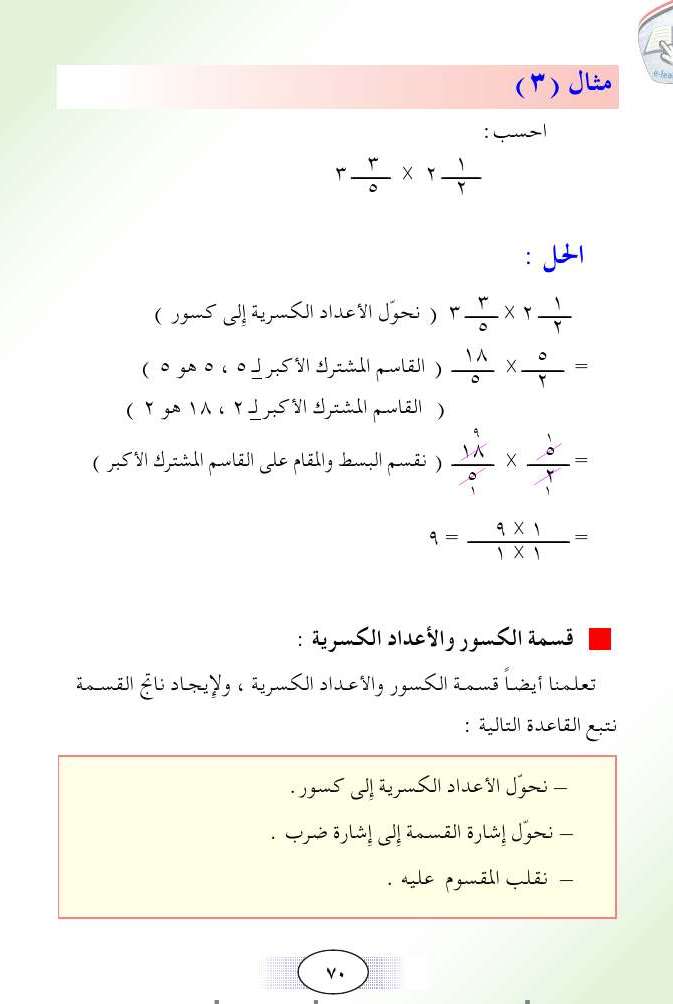 مثال (٣)
احسب:
٢ ١/٢ × ٣ ٣/٥
الحل :
٢ ١/٢ × ٣ ٣/٥ ( نحوّل الأعداد الكسرية إلى كسور )
= ٥/٢ × ١٨/٥ ( القاسم المشترك الأكبر لـ ٥ ، ٥ هو ٥ )
( القاسم المشترك الأكبر لـ ٢ ، ١٨ هو ٢ )
١ ٩
= ٥/٢ × ١٨/٥ ( نقسم البسط والمقام على القاسم المشترك الأكبر )
١ ١
= ١ × ٩ / ١ × ١ = ٩
قسمة الكسور والأعداد الكسرية :
تعلمنا أيضاً قسمة الكسور والأعداد الكسرية ، ولإيجاد ناتج القسمة
نتبع القاعدة التالية :
– نحوّل الأعداد الكسرية إلى كسور.
– نحوّل إشارة القسمة إلى إشارة ضرب .
– نقلب المقسوم عليه .
٧٠